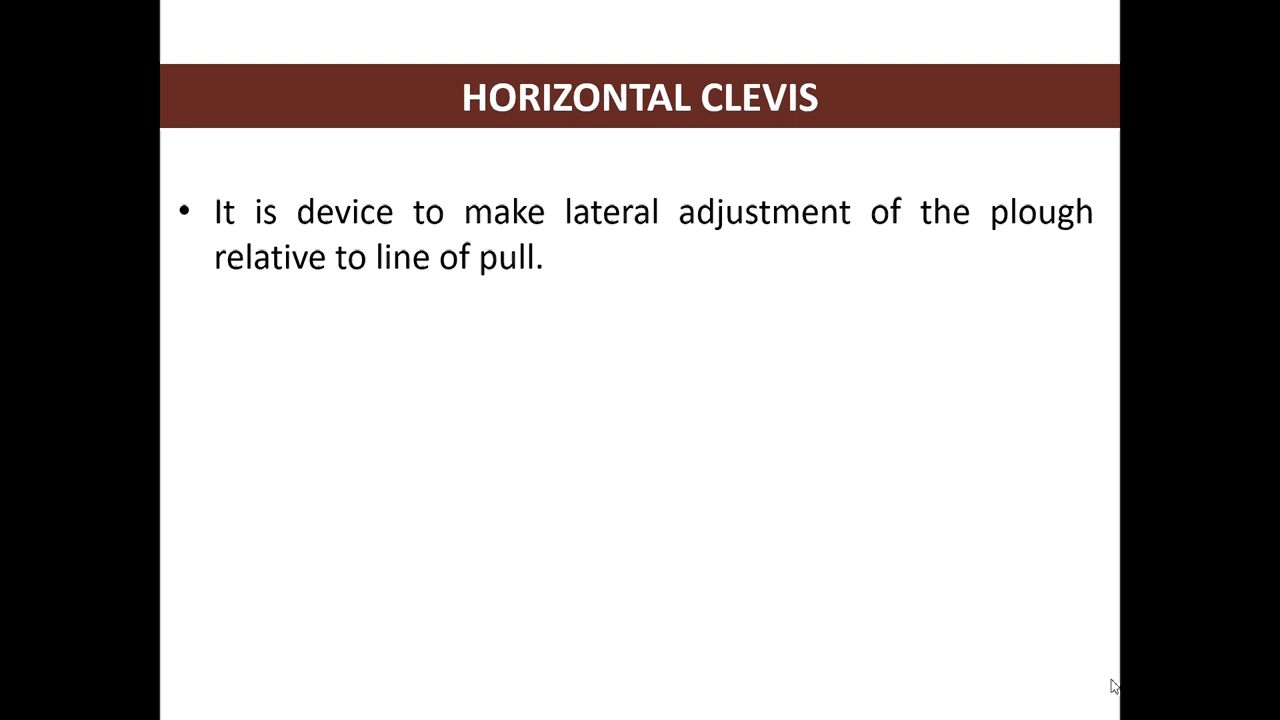 HORIZONTAL CLEVIS
• It is device to make lateral adjustment of the plough
relative to line of pull.